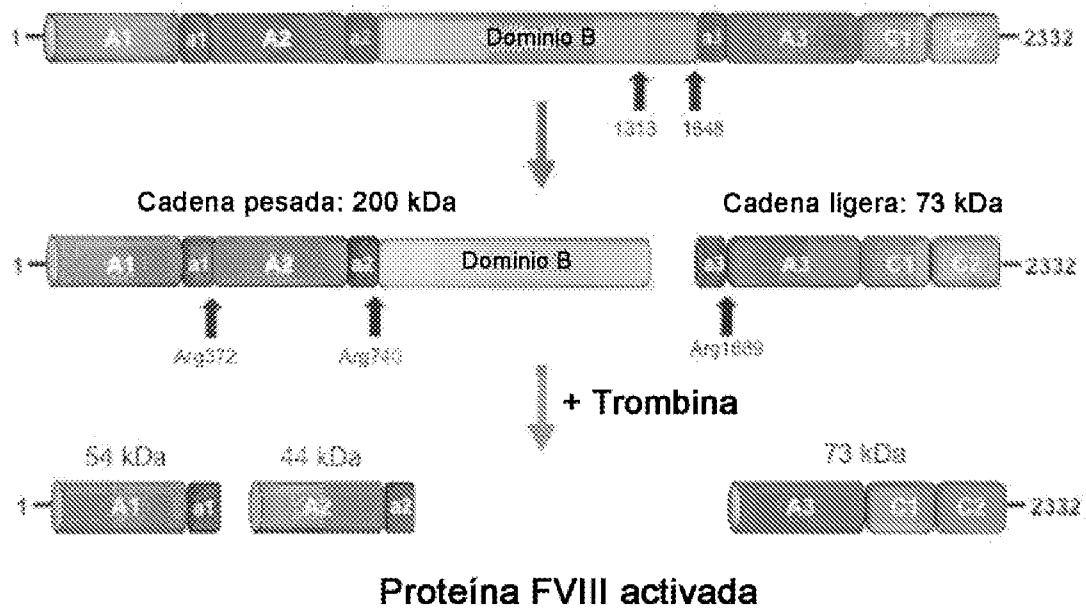 1 A1 a1 A2 a2 Dominio B a3 A3 C1 C2 2332
1313 1648
Cadena pesada: 200 kDa Cadena lígera: 73 kDa
1 A1 a1 A2 a2 Dominio B a3 A3 C1 C2 2332
Arg372 Arg740 Arg1689
+ Trombina
54 kDa 44 kDa 73 kDa
1 A1 a1 A2 a2 A3 C1 C2 2332
Proteína FVIII activada